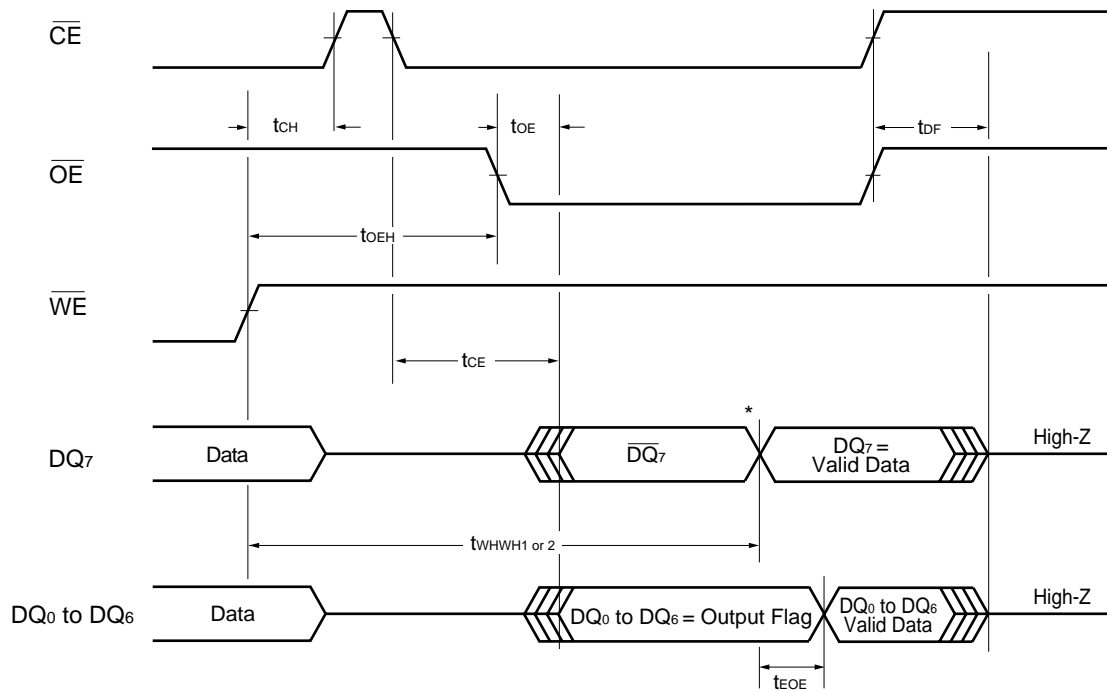 CE
tCH
tOE
tDF
OE
tOEH
WE
tCE
*
DQ7
Data
DQ7
DQ7 =
Valid Data
High-Z
tWHWH1 or 2
DQ0 to DQ6
Data
DQ0 to DQ6 = Output Flag
DQ0 to DQ6
Valid Data
High-Z
tEOE